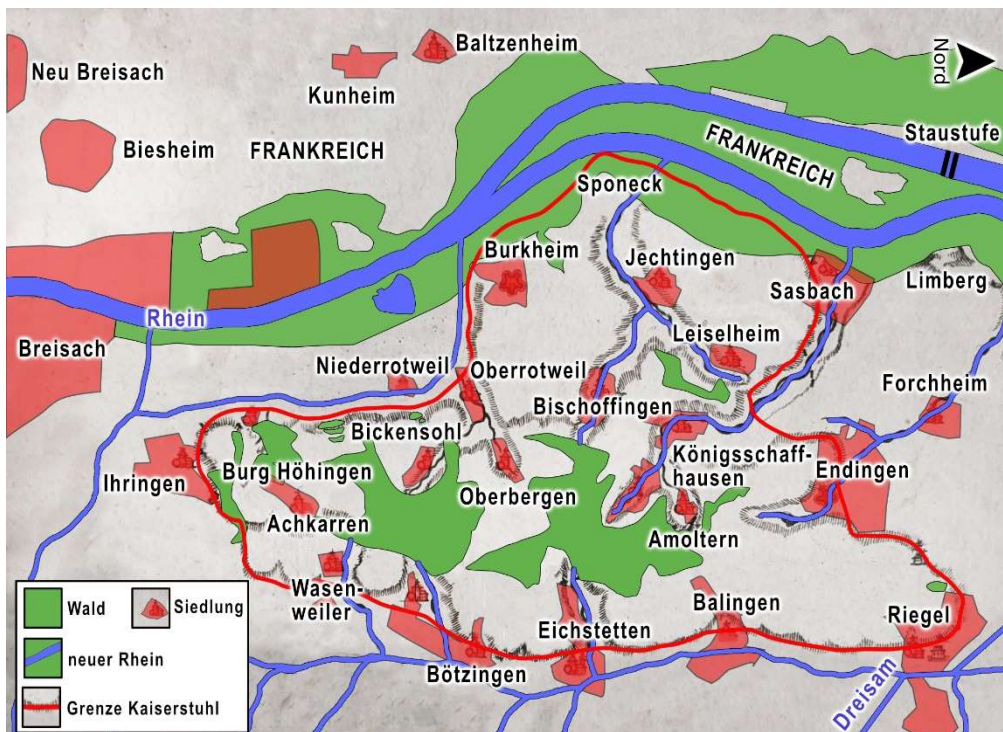 Baltzenheim
Neu Breisach
Kunheim
Nord
Biesheim
FRANKREICH
FRANKREICH
Staustufe
Sponeck
Burkheim
Jechtingen
Sasbach
Limberg
Rhein
Breisach
Leiselheim
Niederrotweil
Oberrotweil
Forchheim
Bischoffingen
Bickensohl
Königsschaff-
hausen
Endingen
Burg Höhingen
Ihringen
Oberbergen
Achkarren
Amoltern
Wasen-
weiler
Balingen
Riegel
Eichstetten
Bötzingen
Dreisam
Wald
Siedlung
neuer Rhein
Grenze Kaiserstuhl